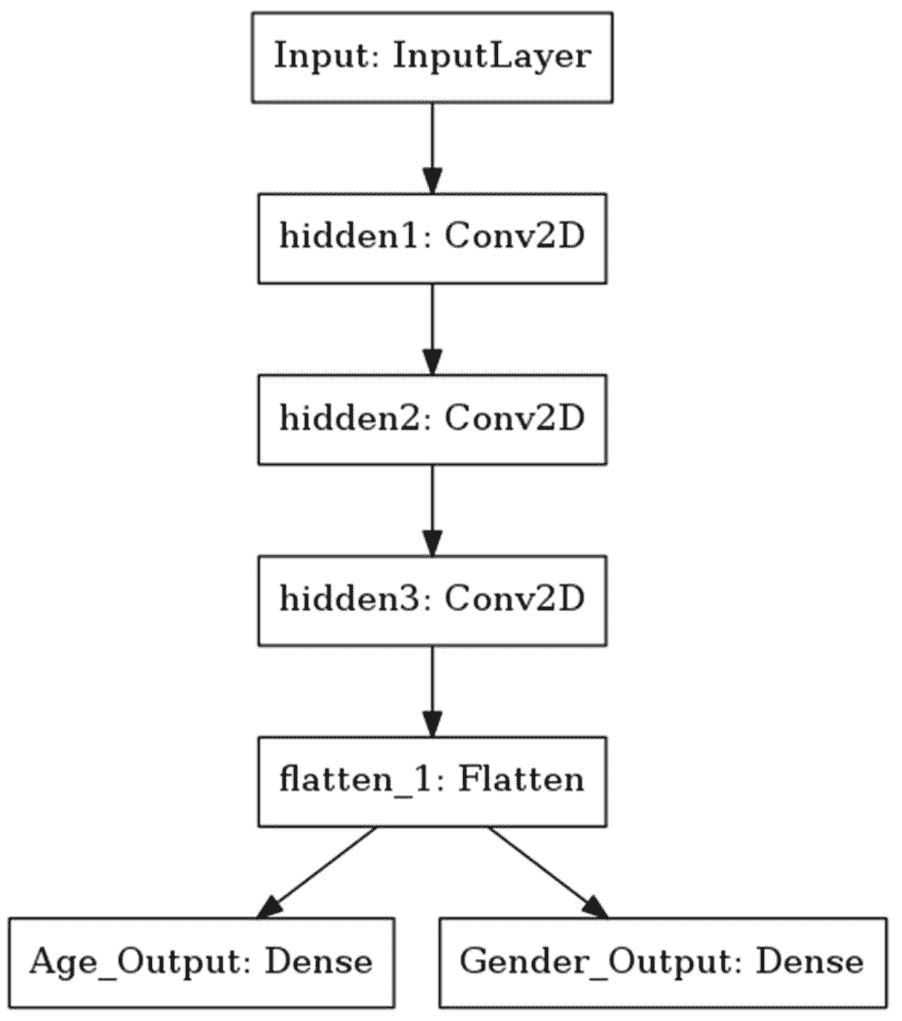 Input: InputLayer
hidden1: Conv2D
hidden2: Conv2D
hidden3: Conv2D
flatten_1: Flatten
Age_Output: Dense
Gender_Output: Dense